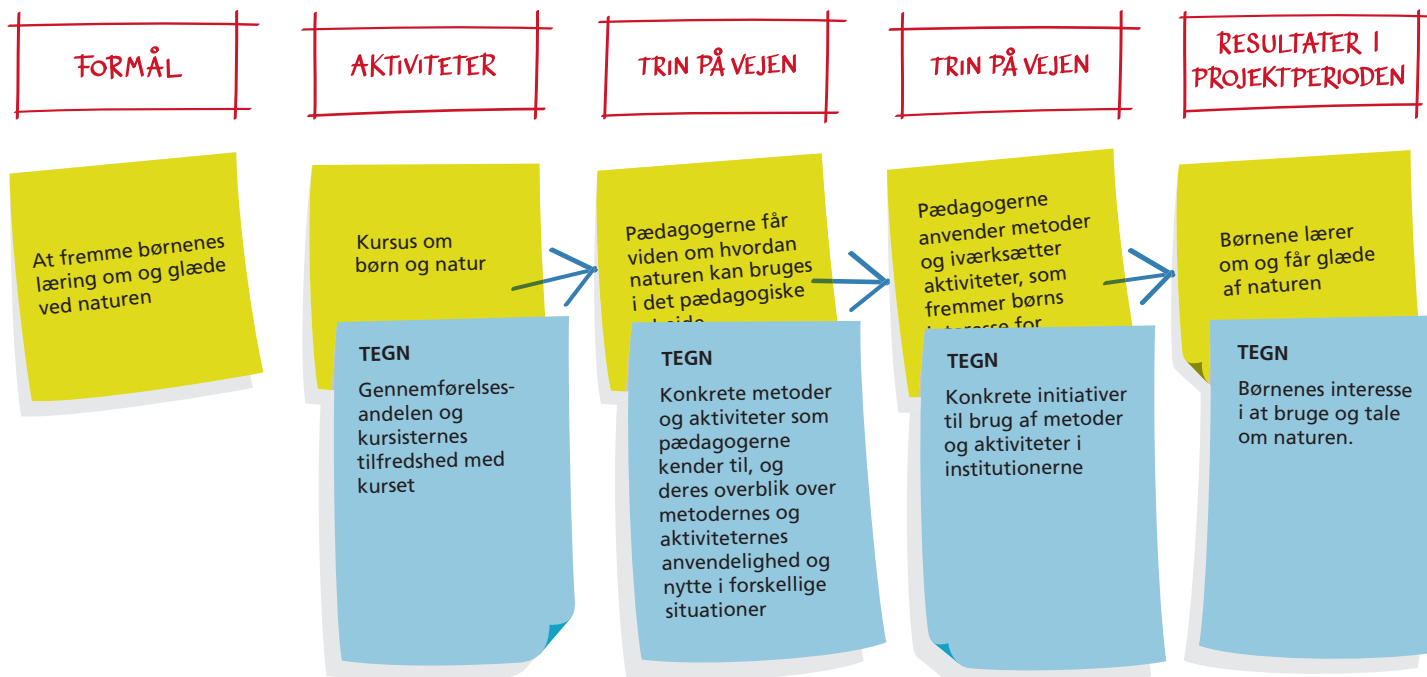 FORMÅL
AKTIVITETER
TRIN PÅ VEJEN
TRIN PÅ VEJEN
RESULTATER I
PROJEKTPERIODEN
At fremme børnenes
læring om og glæde
ved naturen
Kursus om
børn og natur
Pædagogerne får
viden om hvordan
naturen kan bruges
i det pædagogiske
Pædagogerne
anvender metoder
og iværksætter
aktiviteter, som
fremmer børns
interesse for
Børnene lærer
om og får glæde
af naturen
TEGN
Gennemførelses-
andelen og
kursisternes
tilfredshed med
kurset
TEGN
Konkrete metoder
og aktiviteter som
pædagogerne
kender til, og
deres overblik over
metodernes og
aktiviteternes
anvendelighed og
nytte i forskellige
situationer
TEGN
Konkrete initiativer
til brug af metoder
og aktiviteter i
institutionerne
TEGN
Børnenes interesse
i at bruge og tale
om naturen.